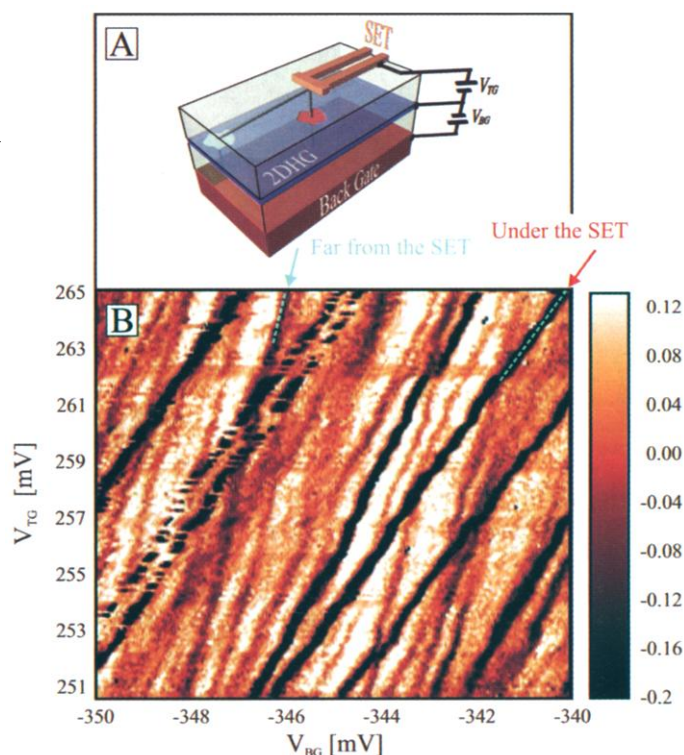 A
SET
V_TG
V_BG
2DHG
Back Gate
Under the SET
Far from the SET
B
265
263
261
259
257
255
253
251
V_TG [mV]
-350
-348
-346
-344
-342
-340
V_BG [mV]
0.12
0.08
0.04
0.00
-0.04
-0.08
-0.12
-0.16
-0.2